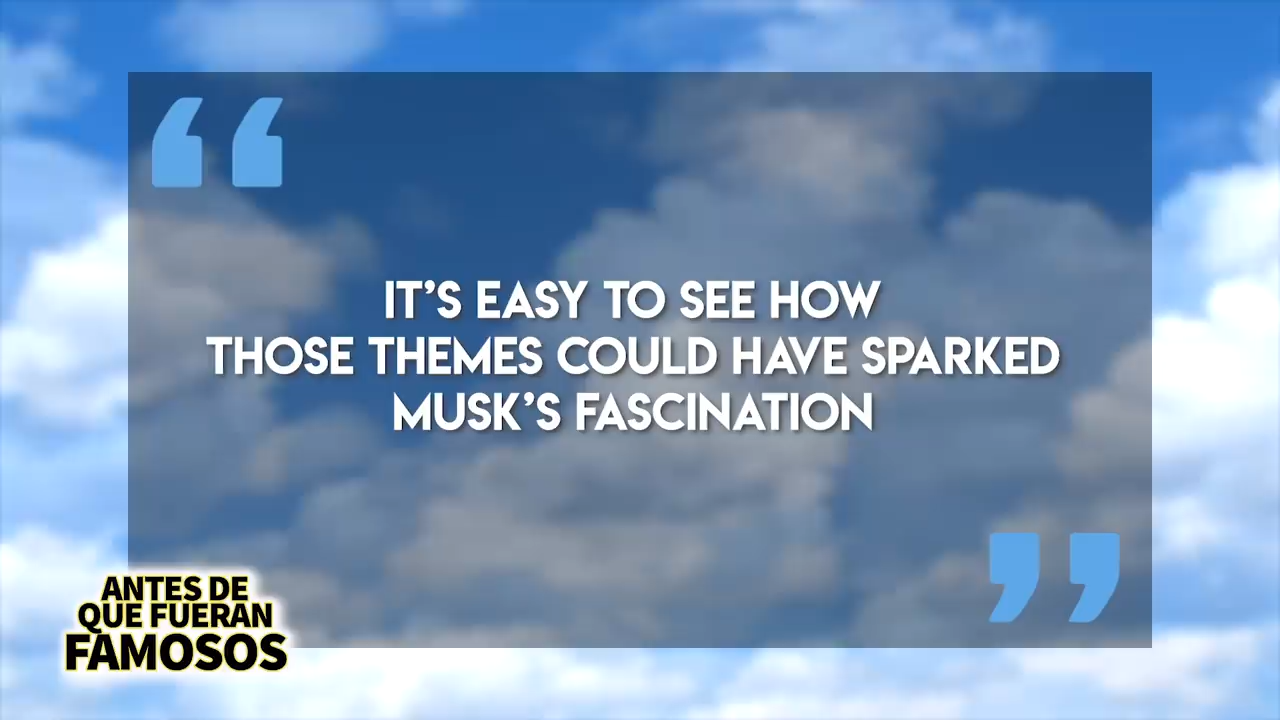 IT'S EASY TO SEE HOW
THOSE THEMES COULD HAVE SPARKED
MUSK'S FASCINATION
ANTES DE
QUE FUERAN
FAMOSOS